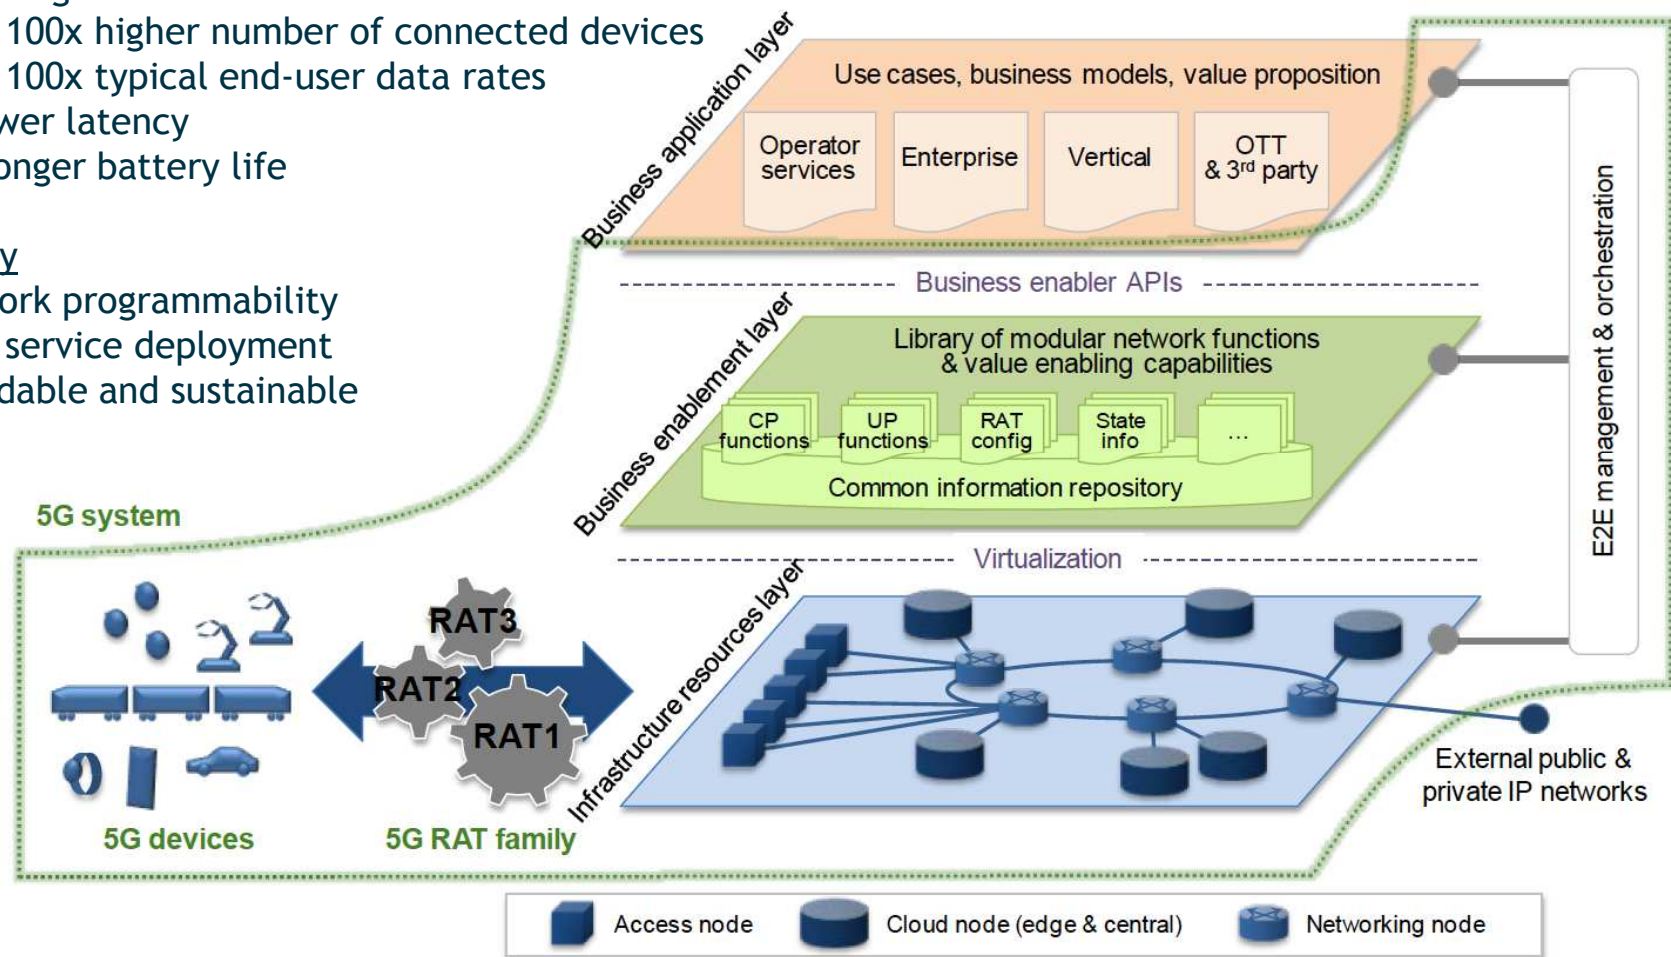 100x higher number of connected devices
100x typical end-user data rates
wer latency
onger battery life
y
ork programmability
service deployment
dable and sustainable
Business application layer
Use cases, business models, value proposition
Operator
services
Enterprise
Vertical
OTT
& 3rd party
Business enabler APIs
Business enablement layer
Library of modular network functions
& value enabling capabilities
CP
functions
UP
functions
RAT
config
State
info
...
Common information repository
E2E management & orchestration
Virtualization
5G system
RAT3
RAT2
RAT1
5G devices
5G RAT family
Infrastructure resources layer
External public &
private IP networks
Access node
Cloud node (edge & central)
Networking node